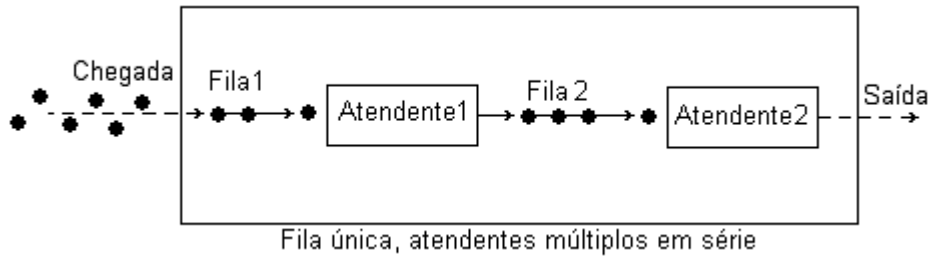 Chegada
Fila1
Atendente1
Fila 2
Atendente2
Saída
Fila única, atendentes múltiplos em série